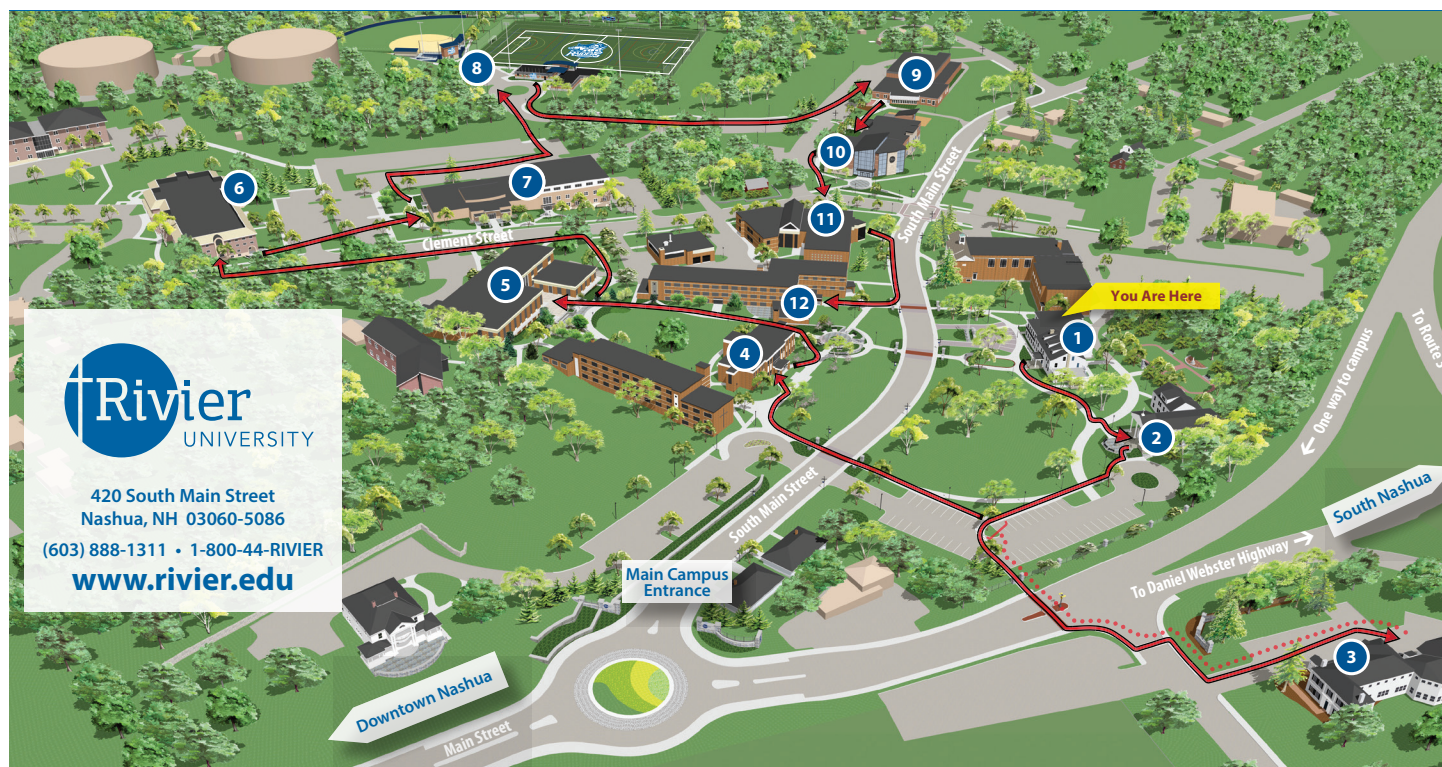 8
9
10
6
7
11
South Main Street
Clement Street
5
12
You Are Here
1
4
2
Rivier
UNIVERSITY
420 South Main Street
Nashua, NH 03060-5086
(603) 888-1311 • 1-800-44-RIVIER
www.rivier.edu
One way to campus
To Route 3
South Main Street
South Nashua
To Daniel Webster Highway
Main Campus
Entrance
3
Downtown Nashua
Main Street